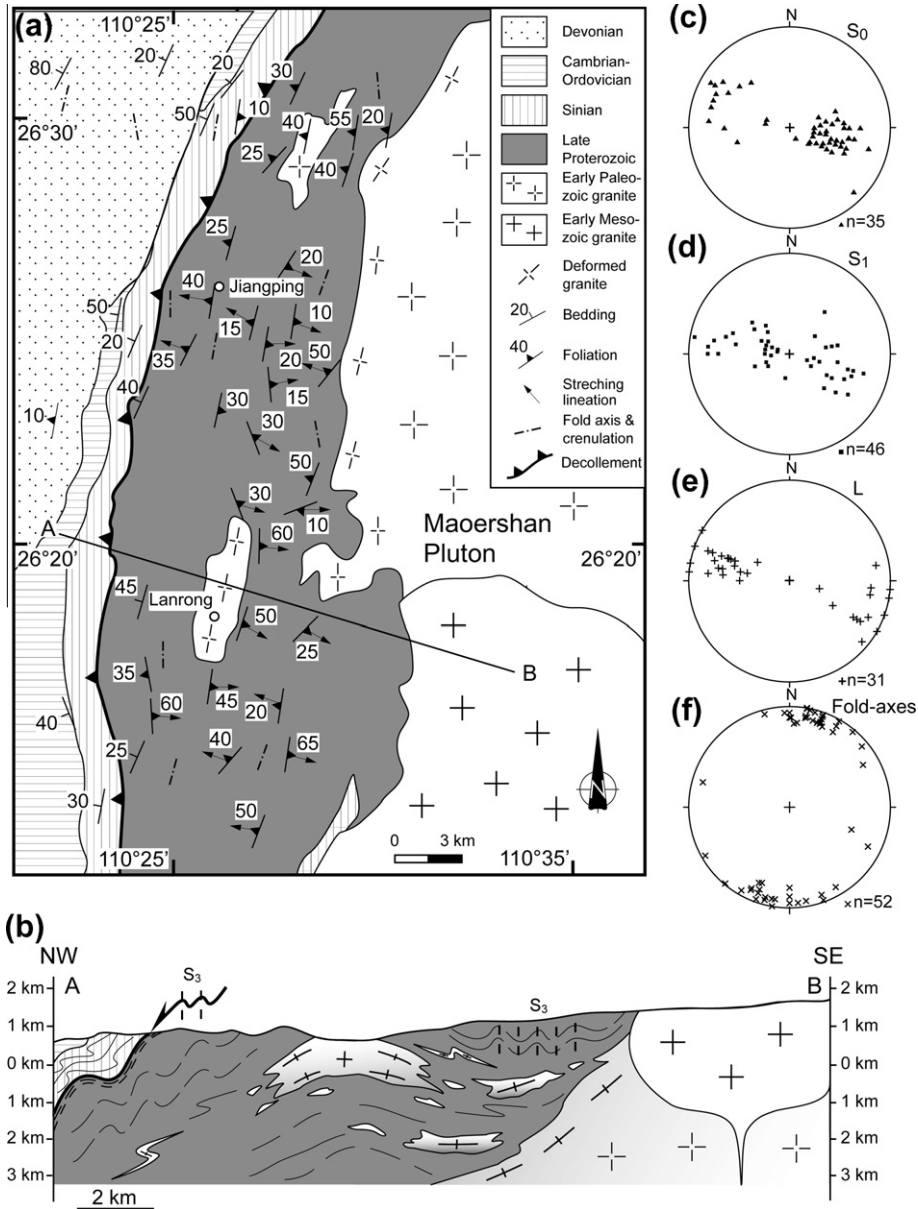 (a)
110°25’
26°30’
80
20
20
50
10
30
40
55
20
25
40
25
20
Jiangping
40
15
10
50
20
35
20
50
15
40
30
30
10
50
30
10
60
A
26°20’
26°20’
Maoershan
Pluton
45
Lanrong
50
25
B
35
45
20
60
40
40
65
25
30
50
0 3 km
110°25’
110°35’
Devonian
Cambrian-
Ordovician
Sinian
Late
Proterozoic
Early Paleo-
zoic granite
Early Meso-
zoic granite
Deformed
granite
20
Bedding
40
Foliation
Streching
lineation
Fold axis &
crenulation
Decollement
(c)
N
S0
n=35
(d)
N
S1
n=46
(e)
N
L
n=31
(f)
N
Fold-axes
n=52
(b)
NW
SE
A
B
S3
S3
2 km
1 km
0 km
1 km
2 km
3 km
2 km
1 km
0 km
1 km
2 km
3 km
2 km